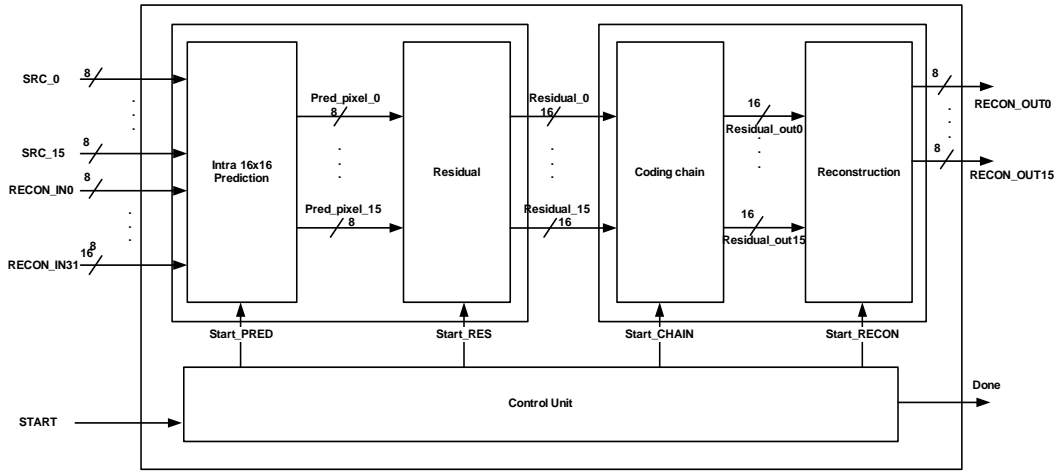 SRC_0
8
SRC_15
8
RECON_IN0
8
RECON_IN31
16
8
Intra 16x16
Prediction
Pred_pixel_0
8
Pred_pixel_15
8
Residual
Residual_0
16
Residual_15
16
Coding chain
16
Residual_out0
16
Residual_out15
Reconstruction
8
RECON_OUT0
8
RECON_OUT15
Start_PRED
Start_RES
Start_CHAIN
Start_RECON
START
Control Unit
Done